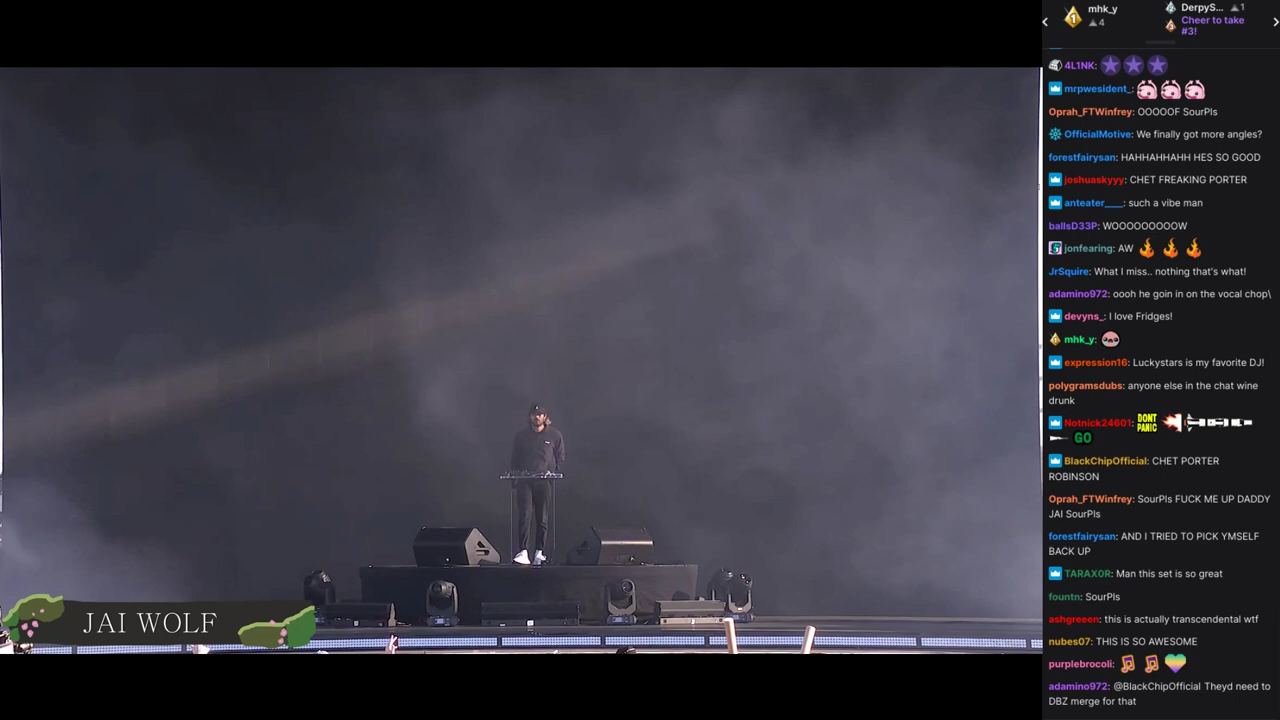 mhk_y
4
DerpyS... 1
Cheer to take
#3!
4L1NK:
mrpwesident_:
Oprah_FTWinfrey: OOOOOF SourPls
OfficialMotive: We finally got more angles?
forestfairysan: HAHHAHHAHH HES SO GOOD
joshuaskyyy: CHET FREAKING PORTER
anteater____: such a vibe man
ballsD33P: WOOOOOOOOOW
jonfearing: AW
JrSquire: What I miss.. nothing that's what!
adamino972: oooh he goin in on the vocal chop\
devyns_: I love Fridges!
mhk_y:
expression16: Luckystars is my favorite DJ!
polygramsdubs: anyone else in the chat wine
drunk
Notnick24601: DONT PANIC
GO
BlackChipOfficial: CHET PORTER
ROBINSON
Oprah_FTWinfrey: SourPls FUCK ME UP DADDY
JAI SourPls
forestfairysan: AND I TRIED TO PICK YMSELF
BACK UP
TARAX0R: Man this set is so great
fountn: SourPls
ashgreeen: this is actually transcendental wtf
nubes07: THIS IS SO AWESOME
purplebrocoli:
adamino972: @BlackChipOfficial Theyd need to
DBZ merge for that
JAI WOLF